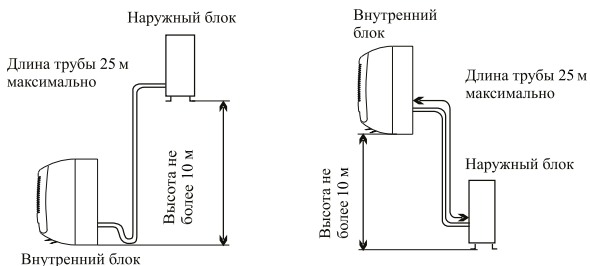 Наружный блок
Длина трубы 25 м
максимально
Высота не
более 10 м
Внутренний блок
Внутренний
блок
Длина трубы 25 м
максимально
Наружный блок
Высота не
более 10 м